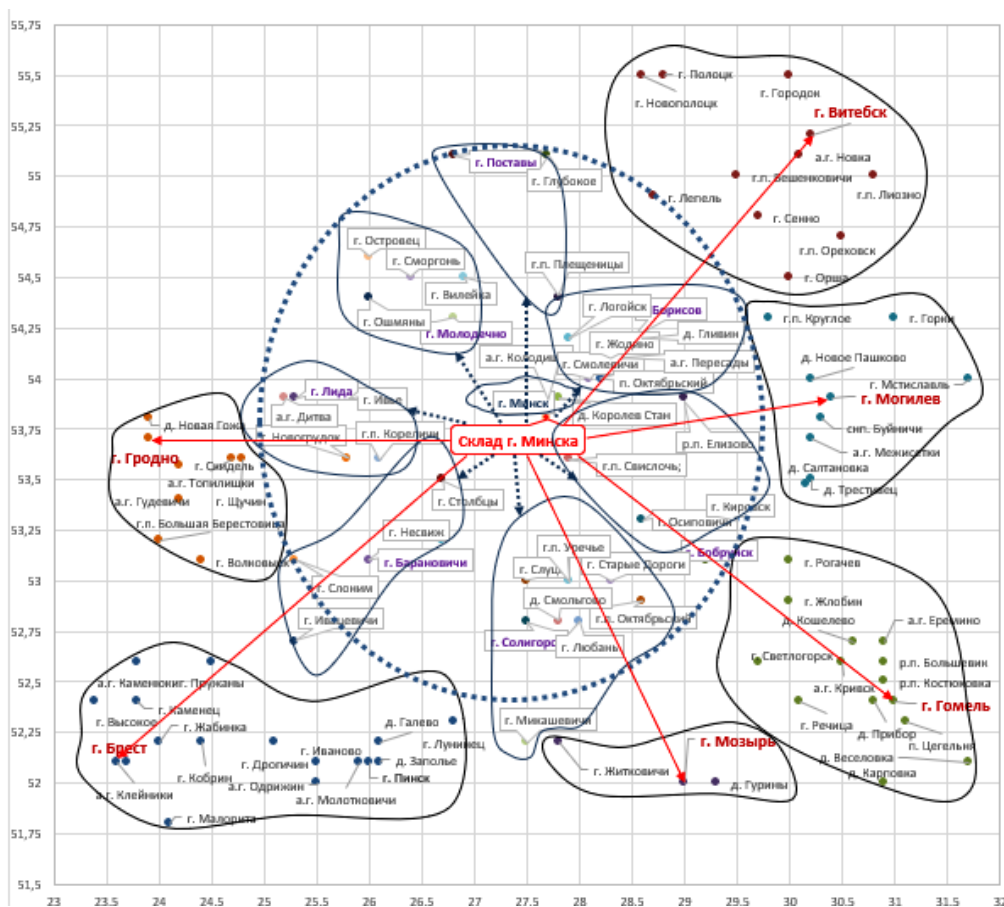 55,75
55,5
55,25
55
54,75
54,5
54,25
54
53,75
53,5
53,25
53
52,75
52,5
52,25
52
51,75
51,5
г. Полоцк
г. Новополоцк
г. Городок
г. Витебск
а.г. Новка
г.п. Бешенковичи
г.п. Лиозно
г. Лепель
г. Сенно
г.п. Ореховск
г. Орша
г. Поставы
г. Глубокое
г.п. Плещеницы
г. Островец
г. Сморгонь
г. Вилейка
г. Ошмяны
г. Молодечно
г. Логойск
Борисов
д. Гливин
г. Жодино
а.г. Колодищ
г. Смолевичи
а.г. Пересады
п. Октябрьский
г. Минск
д. Королев Стан
р.п. Елизово
г.п. Круглое
г. Горки
д. Новое Пашково
г. Мстиславль
г. Могилев
снп. Буйничи
а.г. Межисетки
д. Салтановка
д. Трестивец
г. Лида
г. Ивье
а.г. Дитва
Новогрудок
г.п. Кореличи
Склад г. Минска
г.п. Свислочь;
д. Новая Гожа
г. Гродно
г. Скидель
а.г. Топилишки
а.г. Гудевичи
г. Щучин
г.п. Большая Берестовица
г. Волковыск
г. Столбцы
г. Несвиж
г. Барановичи
г. Слоним
г. Ивацевичи
г. Кировск
г. Осиповичи
г. Бобруйск
г.п. Уречье
г. Слуц
г. Старые Дороги
д. Смольгово
г.п. Октябрьский
г. Солигорс
г. Любань
г. Микашевичи
г. Рогачев
г. Жлобин
д. Кошелево
а.г. Еремино
г. Светлогорск
р.п. Большевик
а.г. Кривск
р.п. Костюковка
г. Гомель
г. Речица
д. Прибор
п. Цегельня
д. Веселовка
д. Карповка
а.г. Каменюки
г. Пружаны
г. Каменец
г. Высокое
г. Жабинка
г. Брест
г. Кобрин
а.г. Клейники
г. Малорита
г. Дрогичин
г. Иваново
а.г. Одрижин
а.г. Молотковичи
д. Галево
г. Лунинец
д. Заполье
г. Пинск
г. Мозырь
г. Житковичи
д. Гурины
23 23,5 24 24,5 25 25,5 26 26,5 27 27,5 28 28,5 29 29,5 30 30,5 31 31,5